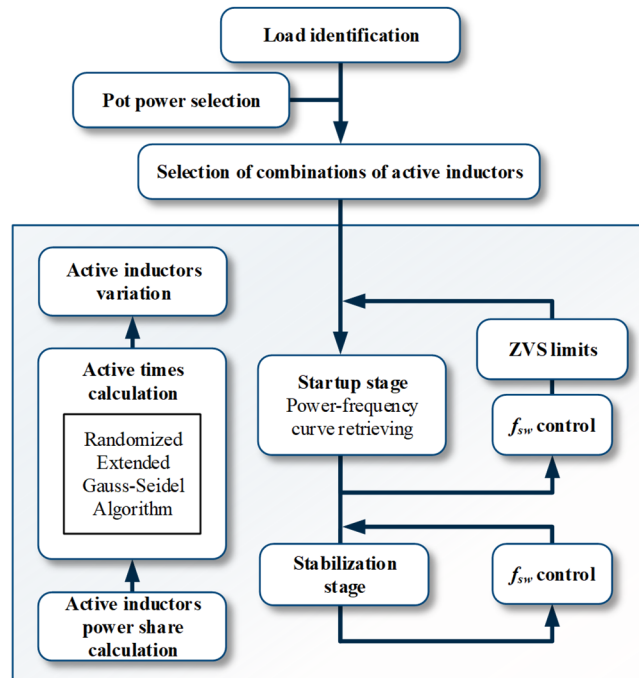 Load identification
Pot power selection
Selection of combinations of active inductors
Active inductors
variation
Active times
calculation
Randomized
Extended
Gauss-Seidel
Algorithm
Active inductors
power share
calculation
Startup stage
Power-frequency
curve retrieving
ZVS limits
fsw control
Stabilization
stage
fsw control